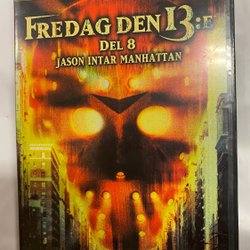 FREDAG DEN 13:E
DEL 8
JASON INTAR MANHATTAN